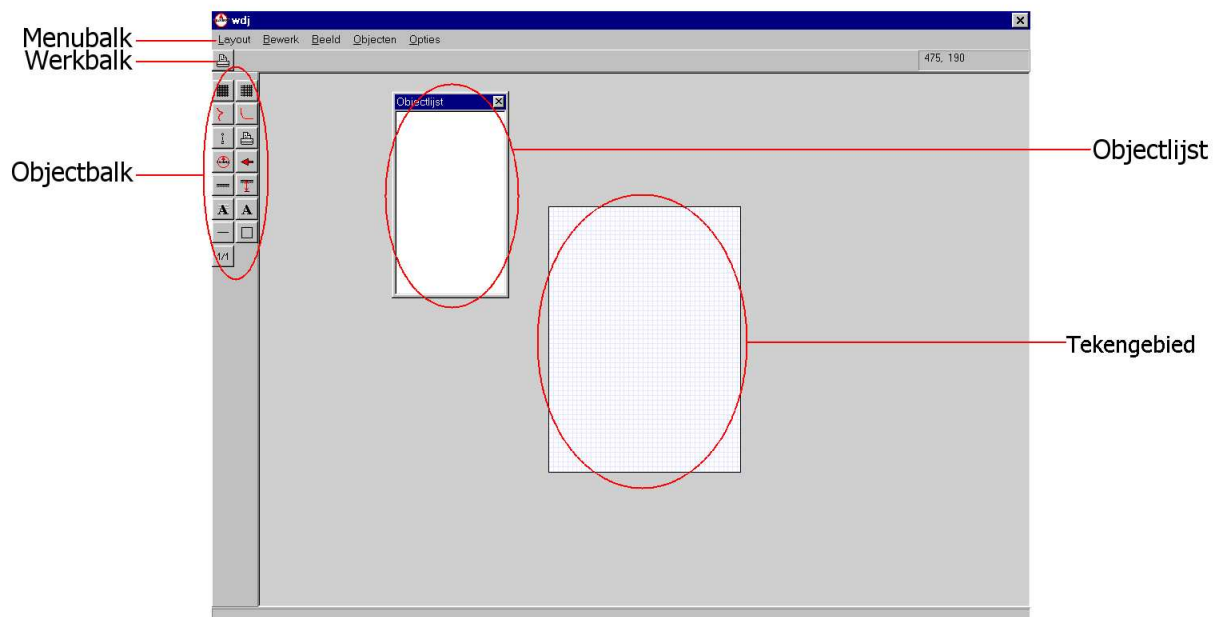 wdj
Menubalk
Layout Bewerk Beeld Objecten Opties
Werkbalk
475, 190
Objectlijst
Objectlijst
Objectbalk
A A
1/1
Tekengebied